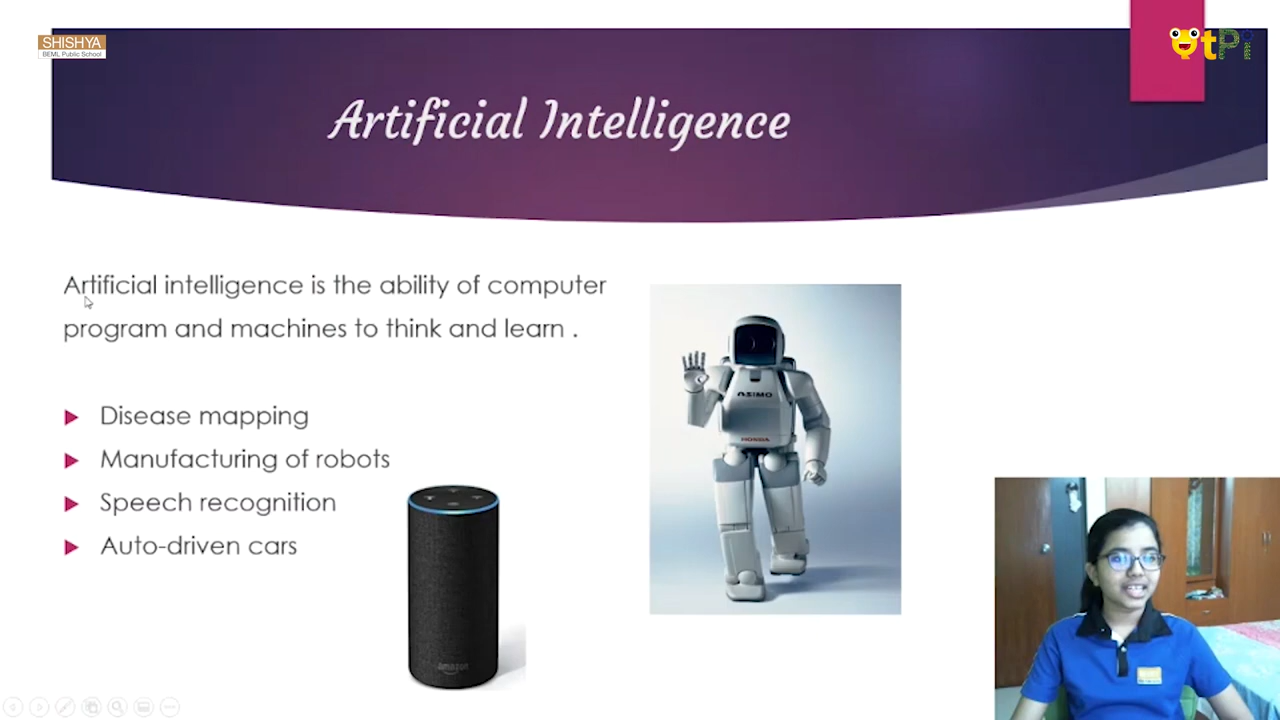 SHISHYA
BEML Public School
QtPi
Artificial Intelligence
Artificial intelligence is the ability of computer
program and machines to think and learn .
Disease mapping
Manufacturing of robots
Speech recognition
Auto-driven cars
ASIMO
HONDA
amazon